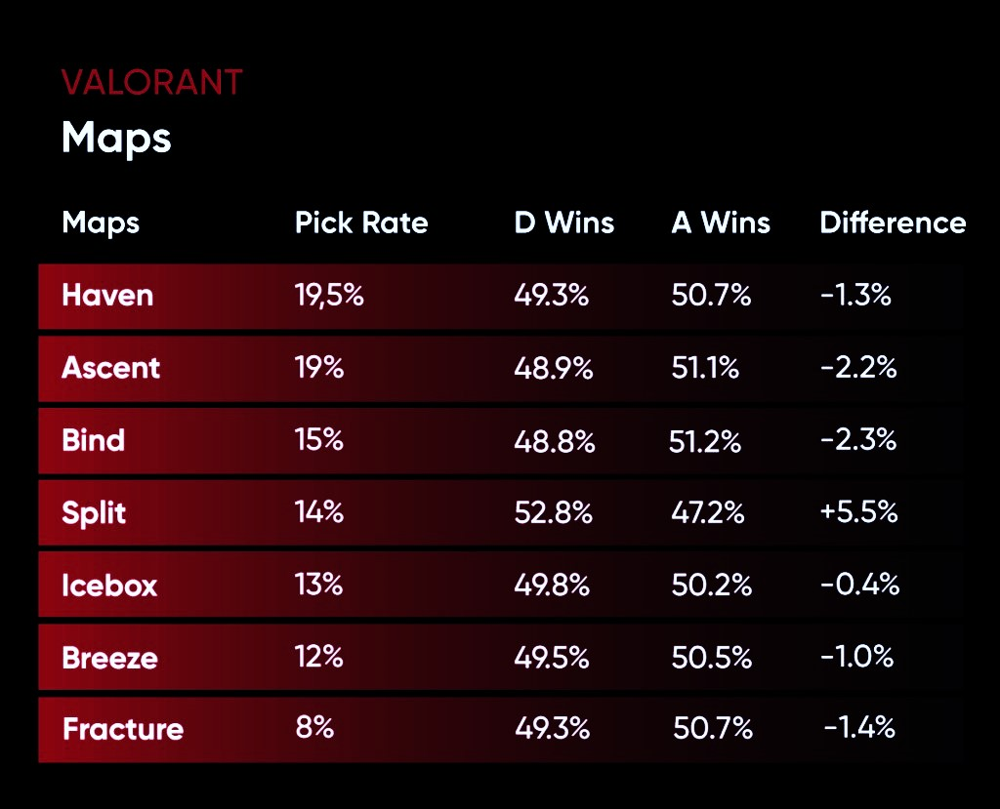 VALORANT
Maps
Maps Pick Rate D Wins A Wins Difference
Haven 19,5% 49.3% 50.7% -1.3%
Ascent 19% 48.9% 51.1% -2.2%
Bind 15% 48.8% 51.2% -2.3%
Split 14% 52.8% 47.2% +5.5%
Icebox 13% 49.8% 50.2% -0.4%
Breeze 12% 49.5% 50.5% -1.0%
Fracture 8% 49.3% 50.7% -1.4%